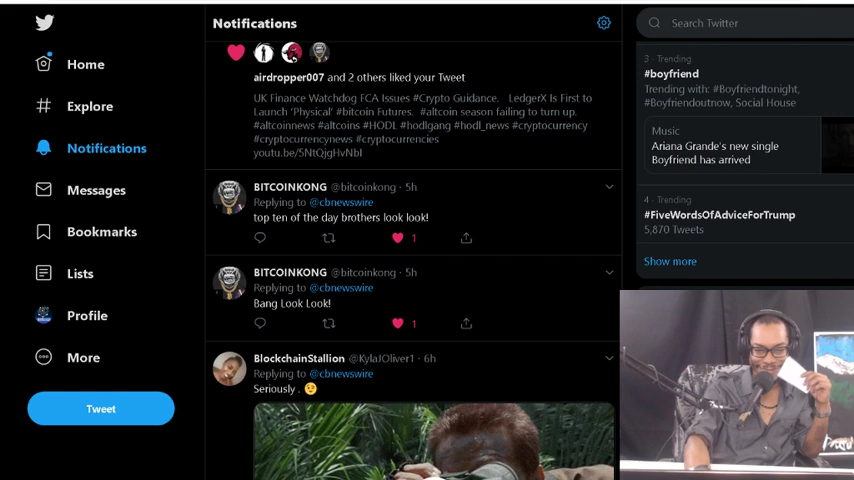 Home
Explore
Notifications
Messages
Bookmarks
Lists
Profile
More
Tweet
Notifications
airdropper007 and 2 others liked your Tweet
UK Finance Watchdog FCA Issues #Crypto Guidance. LedgerX Is First to
Launch 'Physical' #bitcoin Futures. #altcoin season failing to turn up.
#altcoinnews #altcoins #HODL #hodlgang #hodl_news #cryptocurrency
#cryptocurrencynews #cryptocurrencies
youtu.be/5NtQjgHvNbI
BITCOINKONG @bitcoinkong · 5h
Replying to @cbnewswire
top ten of the day brothers look look!
1
BITCOINKONG @bitcoinkong · 5h
Replying to @cbnewswire
Bang Look Look!
1
BlockchainStallion @KylaJOliver1 · 6h
Replying to @cbnewswire
Seriously .
Search Twitter
3 · Trending
#boyfriend
Trending with: #Boyfriendtonight,
#Boyfriendoutnow, Social House
Music
Ariana Grande's new single
Boyfriend has arrived
4 · Trending
#FiveWordsOfAdviceForTrump
5,870 Tweets
Show more